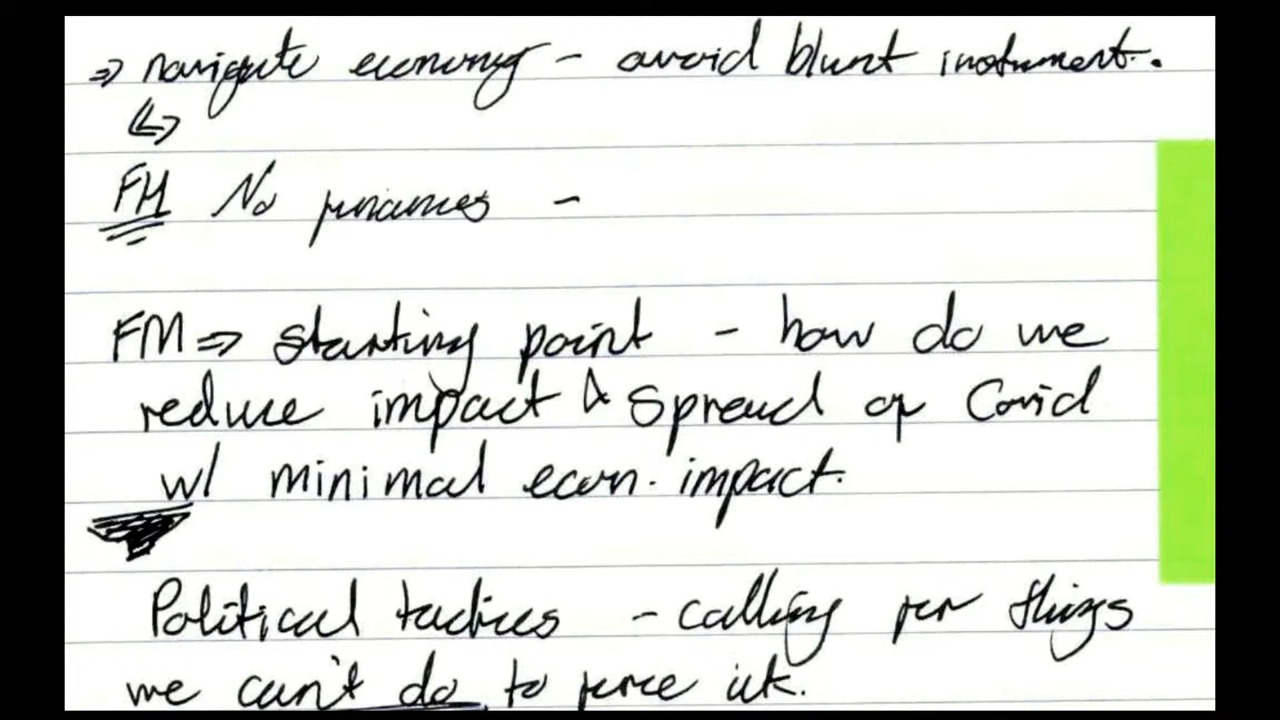 ⇒ navigate economy - avoid blunt instrument.
↳
FM No finances -
FM ⇒ starting point - how do we
reduce impact & spread of Covid
w/ minimal econ. impact.
Political tactics - calling for things
we can't do to force UK.